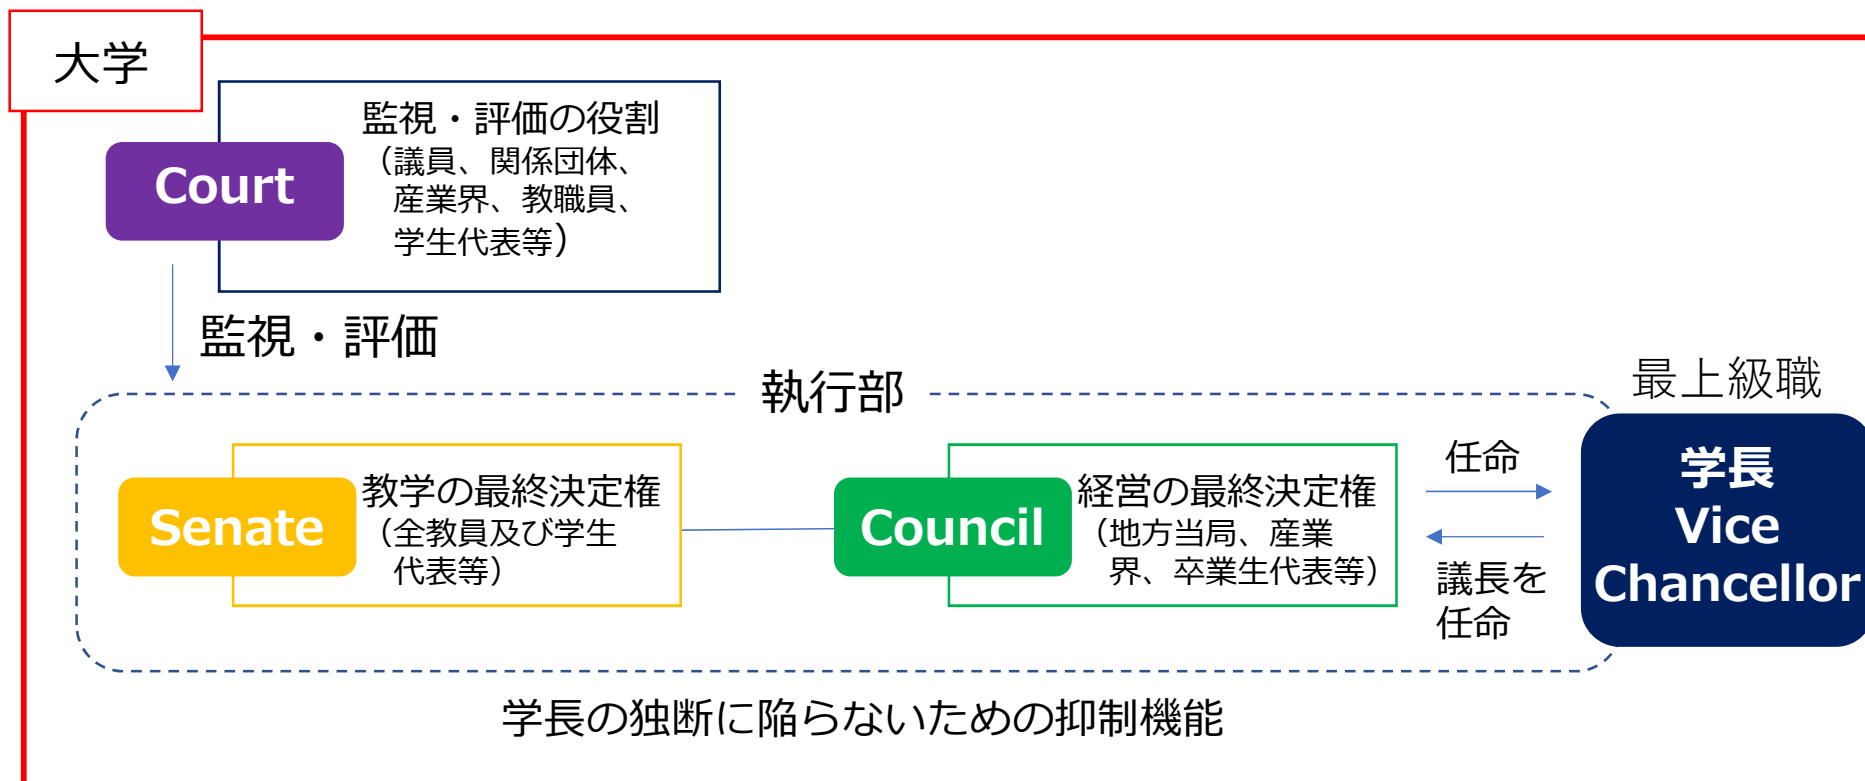 大学
監視・評価の役割
（議員、関係団体、
産業界、教職員、
学生代表等）
Court
監視・評価
執行部
最上級職
Senate
教学の最終決定権
（全教員及び学生
代表等）
Council
経営の最終決定権
（地方当局、産業
界、卒業生代表等）
任命
議長を
任命
学長
Vice
Chancellor
学長の独断に陥らないための抑制機能